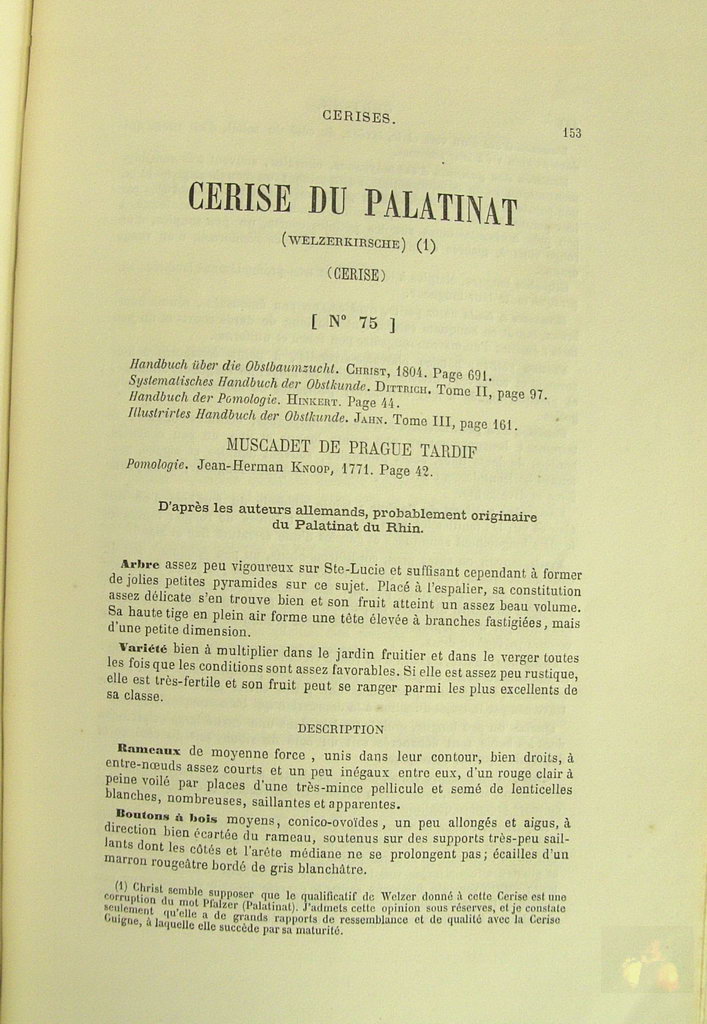 CERISES.
153
CERISE DU PALATINAT
(WELZERKIRSCHE) (1)
(CERISE)
[ N° 75 ]
Handbuch über die Obstbaumzucht. CHRIST, 1804. Page 691.
Systematisches Handbuch der Obstkunde. DITTRICH. Tome II, page 97.
Handbuch der Pomologie. HINKERT. Page 44.
Illustrirtes Handbuch der Obstkunde. JAHN. Tome III, page 161.
MUSCADET DE PRAGUE TARDIF
Pomologie. Jean-Herman KNOOP, 1771. Page 42.
D'après les auteurs allemands, probablement originaire
du Palatinat du Rhin.
Arbre assez peu vigoureux sur Ste-Lucie et suffisant cependant à former
de jolies petites pyramides sur ce sujet. Placé à l'espalier, sa constitution
assez délicate s'en trouve bien et son fruit atteint un assez beau volume.
Sa haute tige en plein air forme une tête élevée à branches fastigiées, mais
d'une petite dimension.
Variété bien à multiplier dans le jardin fruitier et dans le verger toutes
les fois que les conditions sont assez favorables. Si elle est assez peu rustique,
elle est très-fertile et son fruit peut se ranger parmi les plus excellents de
sa classe.
DESCRIPTION
Rameaux de moyenne force, unis dans leur contour, bien droits, à
entre-nœuds assez courts et un peu inégaux entre eux, d'un rouge clair à
peine voilé par places d'une très-mince pellicule et semé de lenticelles
blanches, nombreuses, saillantes et apparentes.
Boutons à bois moyens, conico-ovoïdes, un peu allongés et aigus, à
direction bien écartée du rameau, soutenus sur des supports très-peu sail-
lants dont les côtés et l'arête médiane ne se prolongent pas; écailles d'un
marron rougeâtre bordé de gris blanchâtre.
(1) Christ semble supposer que le qualificatif de Welzer donné à cette Cerise est une
corruption du mot Pfalzer (Palatinat). J'admets cette opinion sous réserves, et je constate
seulement qu'elle a de grands rapports de ressemblance et de qualité avec la Cerise
Guigne, à laquelle elle succède par sa maturité.